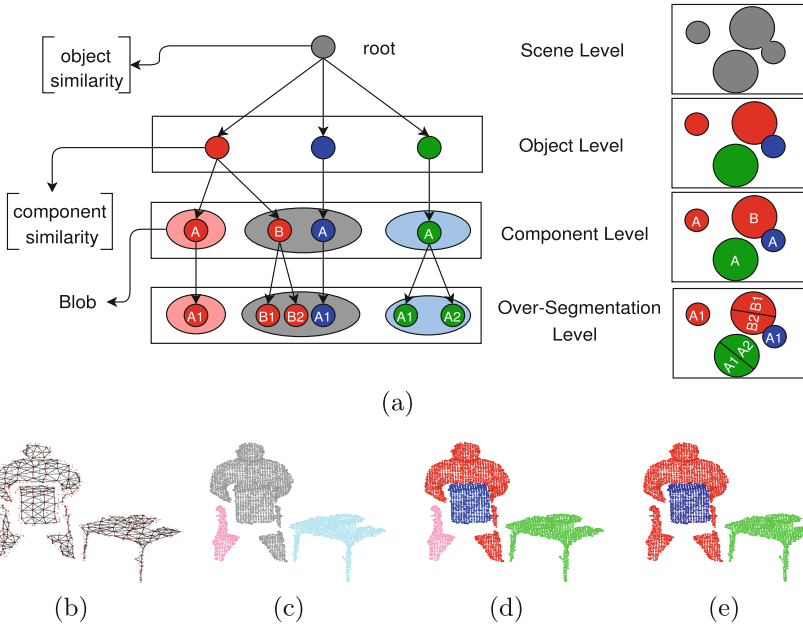 object
similarity
root
Scene Level
Object Level
component
similarity
A
B
A
A
Component Level
A
B
A
A
Blob
A1
B1
B2
A1
A1
A2
Over-Segmentation
Level
A1
B1
B2
A1
A2
A1
(a)
(b)
(c)
(d)
(e)